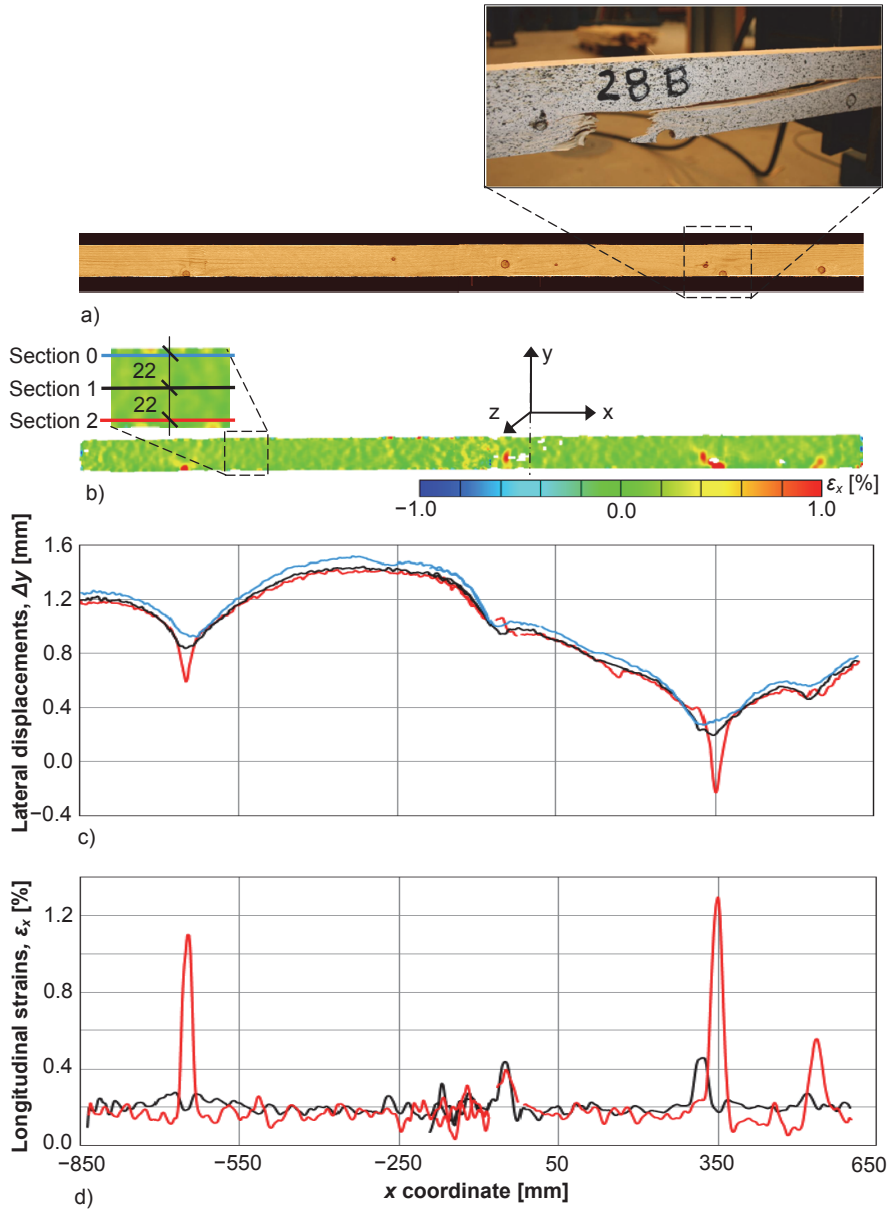 28B
a)
Section 0
22
Section 1
22
Section 2
y
z
x
b)
−1.0
0.0
1.0
εx [%]
Lateral displacements, Δy [mm]
1.6
1.2
0.8
0.4
0.0
−0.4
c)
Longitudinal strains, εx [%]
1.2
0.8
0.4
0.0
−850
−550
−250
50
350
650
x coordinate [mm]
d)